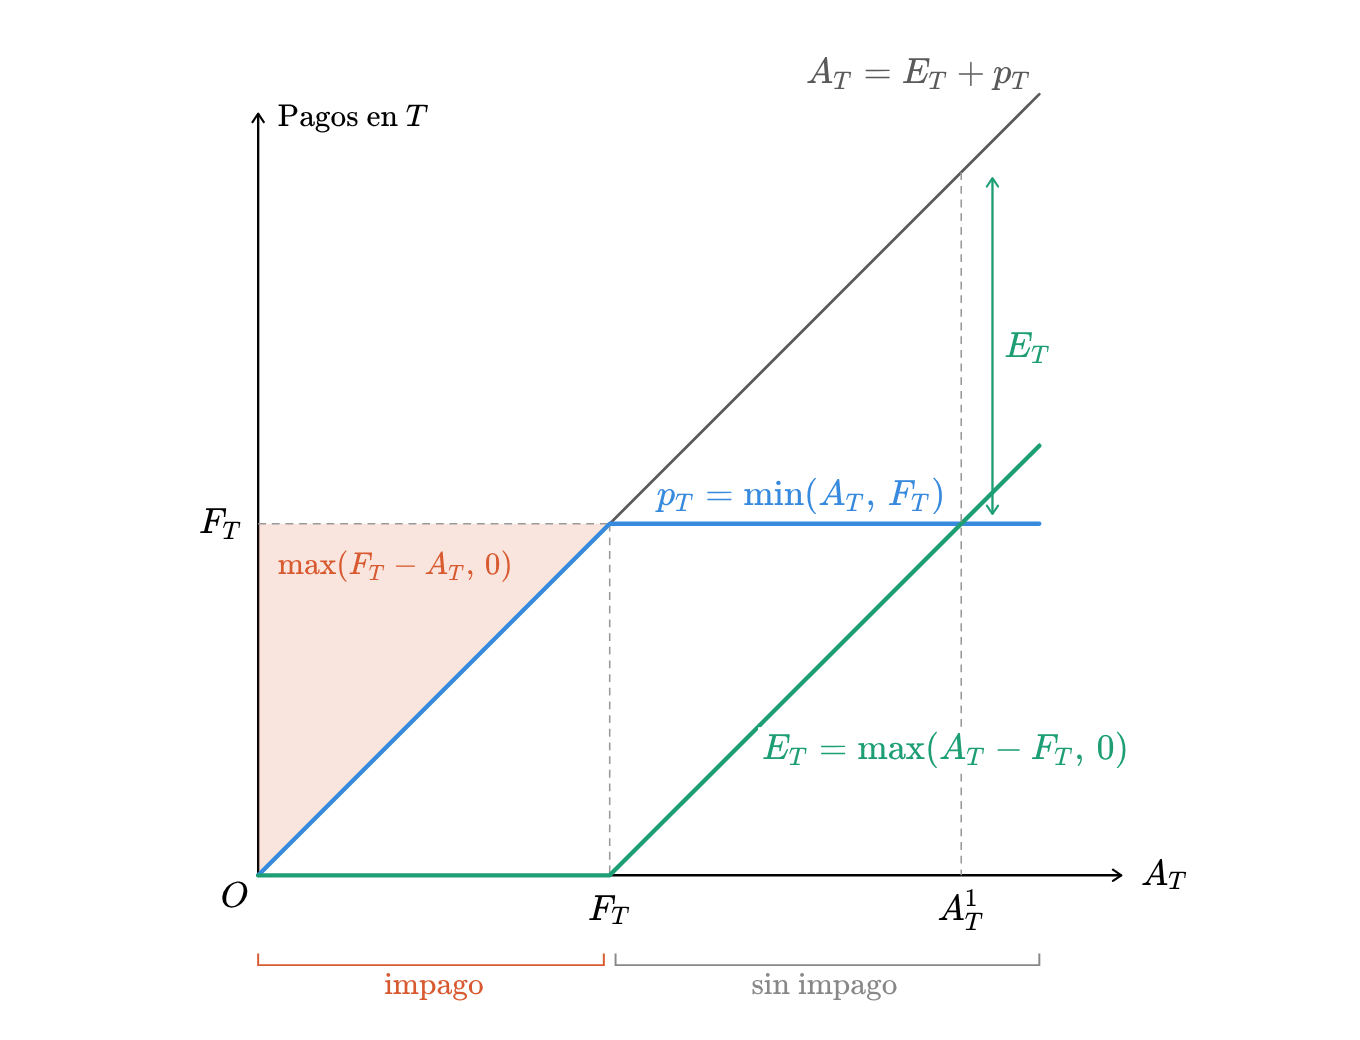 A_T = E_T + p_T
Pagos en T
E_T
p_T = min(A_T, F_T)
F_T
max(F_T − A_T, 0)
E_T = max(A_T − F_T, 0)
A_T
O
F_T
A_T^1
impago
sin impago